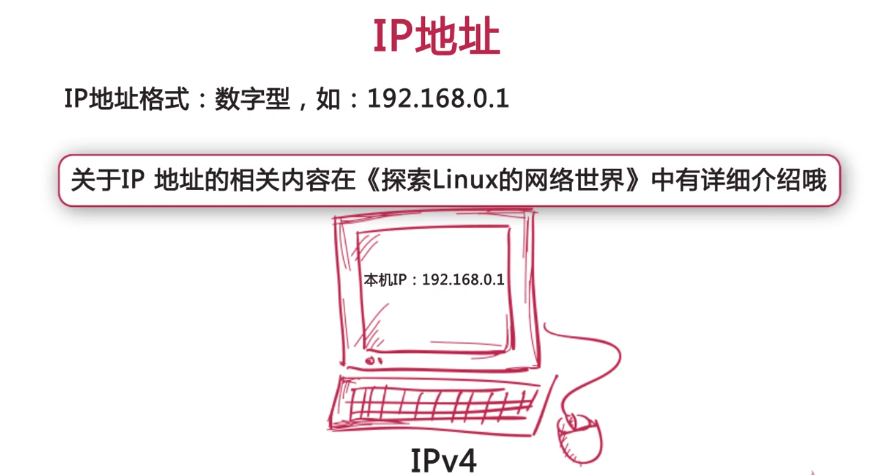 IP地址
IP地址格式：数字型，如：192.168.0.1
关于IP 地址的相关内容在《探索Linux的网络世界》中有详细介绍哦
本机IP：192.168.0.1
IPv4